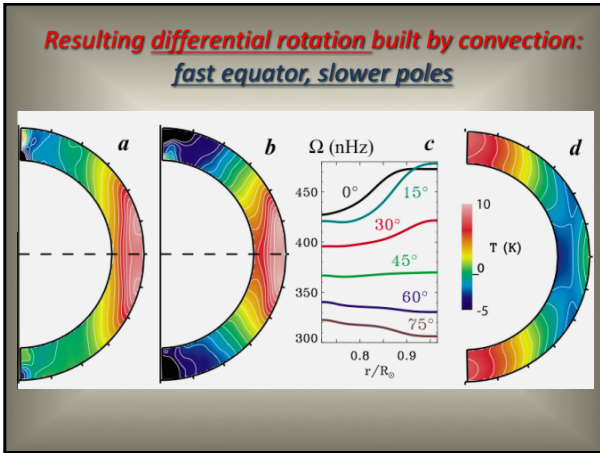 Resulting differential rotation built by convection:
fast equator, slower poles
a
b
Ω (nHz)
c
d
450
400
350
300
0°
15°
30°
45°
60°
75°
0.8
0.9
r/R⊙
10
T (K)
0
-5